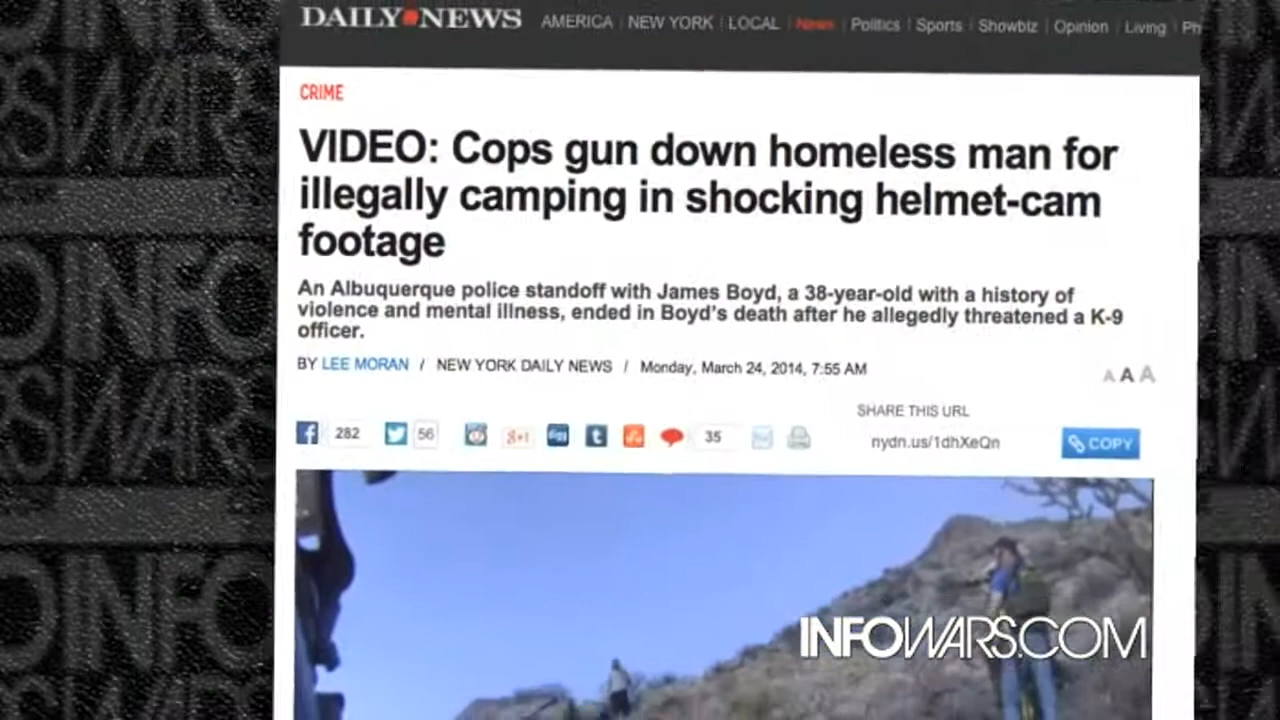 DAILY NEWS AMERICA | NEW YORK | LOCAL | News | Politics | Sports | Showbiz | Opinion | Living | Ph
CRIME
VIDEO: Cops gun down homeless man for
illegally camping in shocking helmet-cam
footage
An Albuquerque police standoff with James Boyd, a 38-year-old with a history of
violence and mental illness, ended in Boyd's death after he allegedly threatened a K-9
officer.
BY LEE MORAN / NEW YORK DAILY NEWS / Monday, March 24, 2014, 7:55 AM
A A A
SHARE THIS URL
282 56 g+1 digg t 35 nydn.us/1dhXeQn COPY
INFOWARS.COM